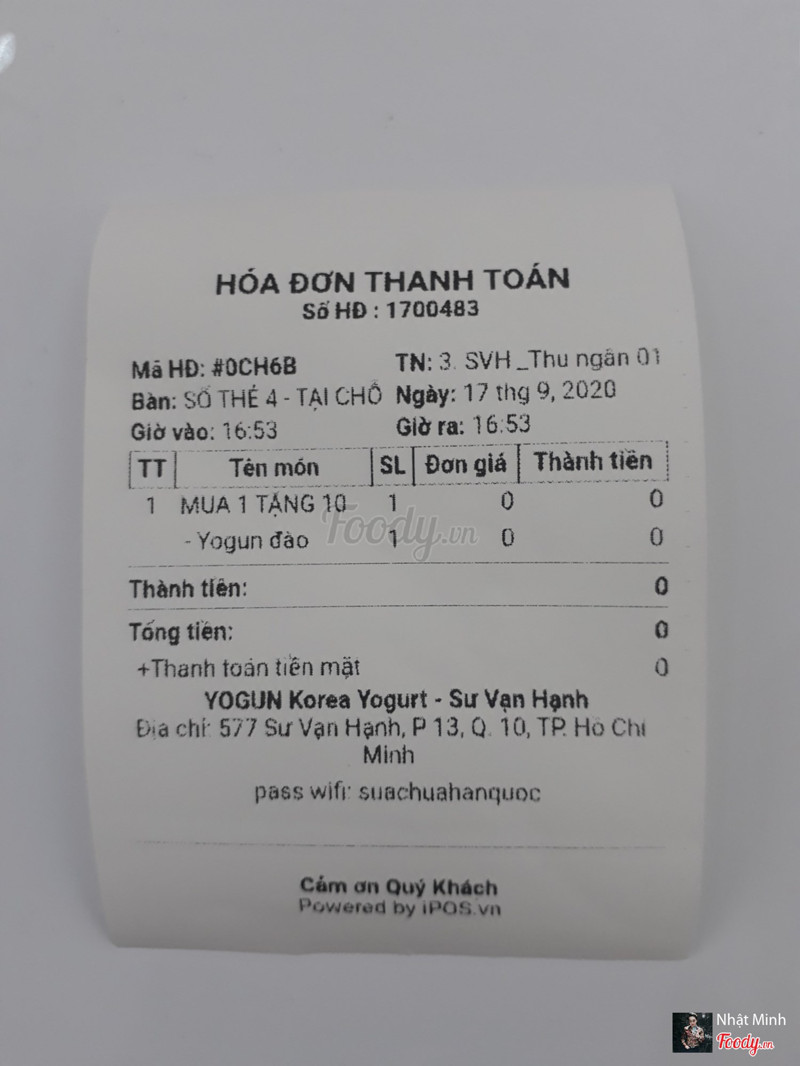 HÓA ĐƠN THANH TOÁN
Số HĐ : 1700483
Mã HĐ: #0CH6B TN: 3. SVH_Thu ngân 01
Bàn: SỐ THẺ 4 - TẠI CHỖ Ngày: 17 thg 9, 2020
Giờ vào: 16:53 Giờ ra: 16:53
TT Tên món SL Đơn giá Thành tiền
1 MUA 1 TẶNG 10 1 0 0
- Yogun đào 1 0 0
Foody.vn
Thành tiền: 0
Tổng tiền: 0
+Thanh toán tiền mặt 0
YOGUN Korea Yogurt - Sư Vạn Hạnh
Địa chỉ: 577 Sư Vạn Hạnh, P 13, Q. 10, TP. Hồ Chí
Minh
pass wifi: suachuahanquoc
Cảm ơn Quý Khách
Powered by iPOS.vn
Nhật Minh
Foody.vn